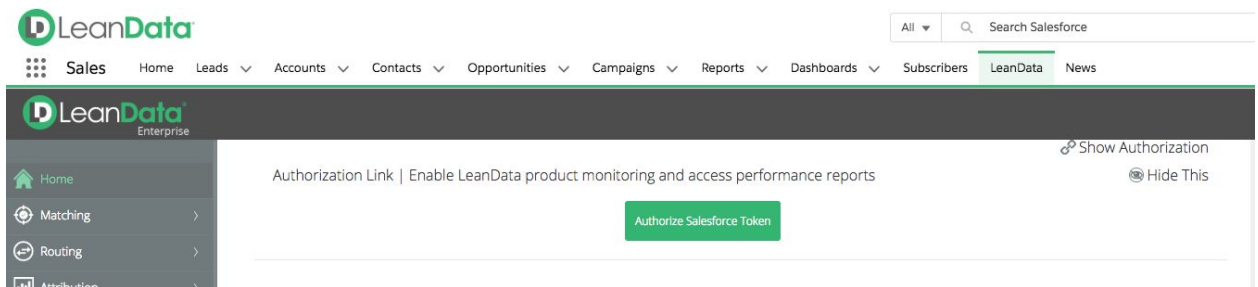 LeanData
All
Search Salesforce
Sales Home Leads Accounts Contacts Opportunities Campaigns Reports Dashboards Subscribers LeanData News
LeanData
Enterprise
Show Authorization
Home
Authorization Link | Enable LeanData product monitoring and access performance reports
Hide This
Matching
Authorize Salesforce Token
Routing
Attribution